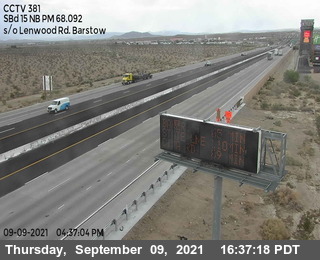 CCTV 381
SBd 15 NB PM 68.092
s/o Lenwood Rd. Barstow
09-09-2021 04:37:04 PM
Thursday, September 09, 2021 16:37:18 PDT